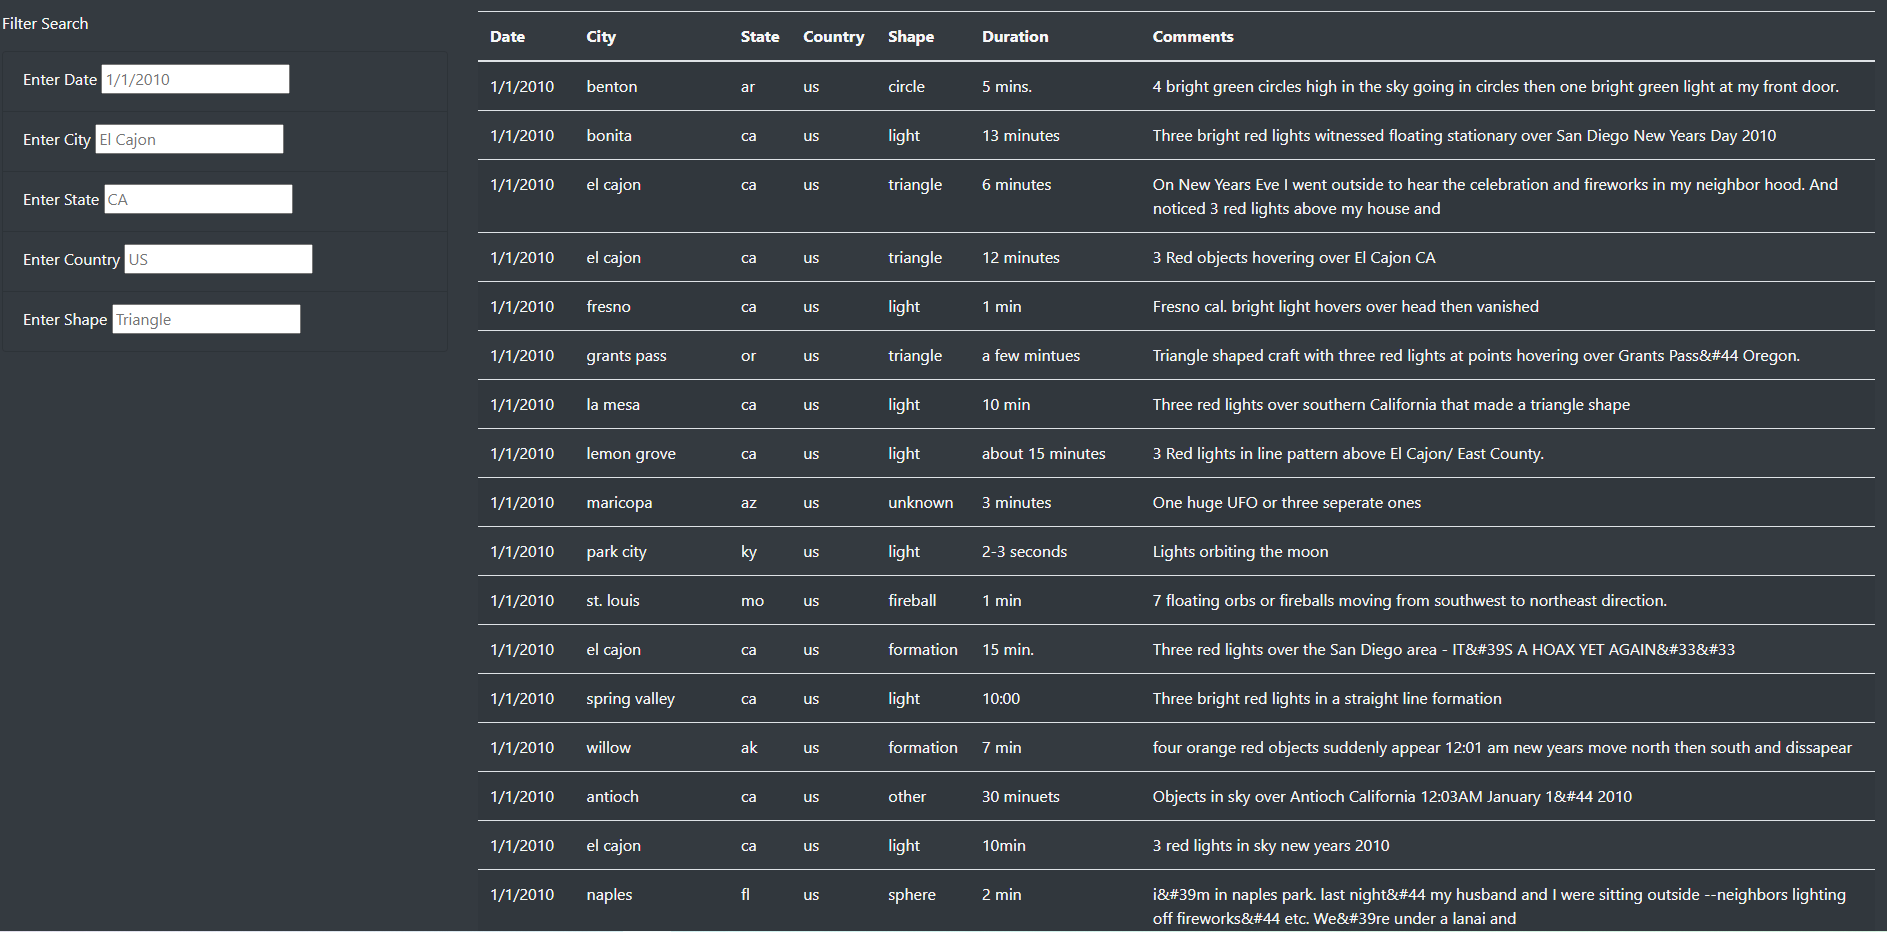 Filter Search
Enter Date 1/1/2010
Enter City El Cajon
Enter State CA
Enter Country US
Enter Shape Triangle
Date City State Country Shape Duration Comments
1/1/2010 benton ar us circle 5 mins. 4 bright green circles high in the sky going in circles then one bright green light at my front door.
1/1/2010 bonita ca us light 13 minutes Three bright red lights witnessed floating stationary over San Diego New Years Day 2010
1/1/2010 el cajon ca us triangle 6 minutes On New Years Eve I went outside to hear the celebration and fireworks in my neighbor hood. And
noticed 3 red lights above my house and
1/1/2010 el cajon ca us triangle 12 minutes 3 Red objects hovering over El Cajon CA
1/1/2010 fresno ca us light 1 min Fresno cal. bright light hovers over head then vanished
1/1/2010 grants pass or us triangle a few mintues Triangle shaped craft with three red lights at points hovering over Grants Pass&#44 Oregon.
1/1/2010 la mesa ca us light 10 min Three red lights over southern California that made a triangle shape
1/1/2010 lemon grove ca us light about 15 minutes 3 Red lights in line pattern above El Cajon/ East County.
1/1/2010 maricopa az us unknown 3 minutes One huge UFO or three seperate ones
1/1/2010 park city ky us light 2-3 seconds Lights orbiting the moon
1/1/2010 st. louis mo us fireball 1 min 7 floating orbs or fireballs moving from southwest to northeast direction.
1/1/2010 el cajon ca us formation 15 min. Three red lights over the San Diego area - IT&#39S A HOAX YET AGAIN&#33&#33
1/1/2010 spring valley ca us light 10:00 Three bright red lights in a straight line formation
1/1/2010 willow ak us formation 7 min four orange red objects suddenly appear 12:01 am new years move north then south and dissapear
1/1/2010 antioch ca us other 30 minuets Objects in sky over Antioch California 12:03AM January 1&#44 2010
1/1/2010 el cajon ca us light 10min 3 red lights in sky new years 2010
1/1/2010 naples fl us sphere 2 min i&#39m in naples park. last night&#44 my husband and I were sitting outside --neighbors lighting
off fireworks&#44 etc. We&#39re under a lanai and